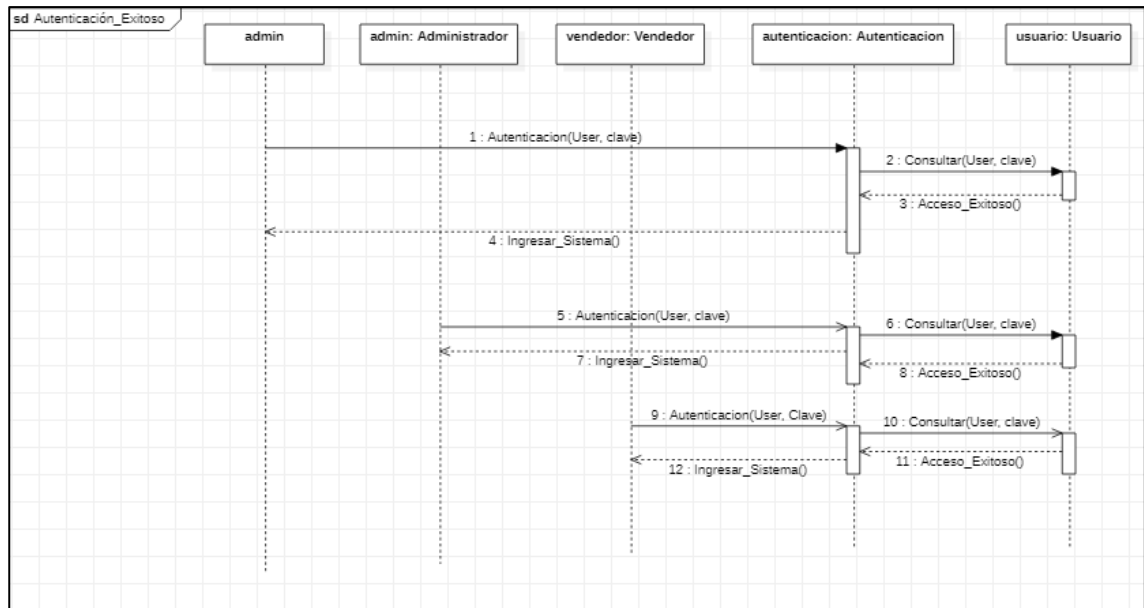 sd Autenticación_Exitoso
admin
admin: Administrador
vendedor: Vendedor
autenticacion: Autenticacion
usuario: Usuario
1 : Autenticacion(User, clave)
2 : Consultar(User, clave)
3 : Acceso_Exitoso()
4 : Ingresar_Sistema()
5 : Autenticacion(User, clave)
6 : Consultar(User, clave)
7 : Ingresar_Sistema()
8 : Acceso_Exitoso()
9 : Autenticacion(User, Clave)
10 : Consultar(User, clave)
11 : Acceso_Exitoso()
12 : Ingresar_Sistema()